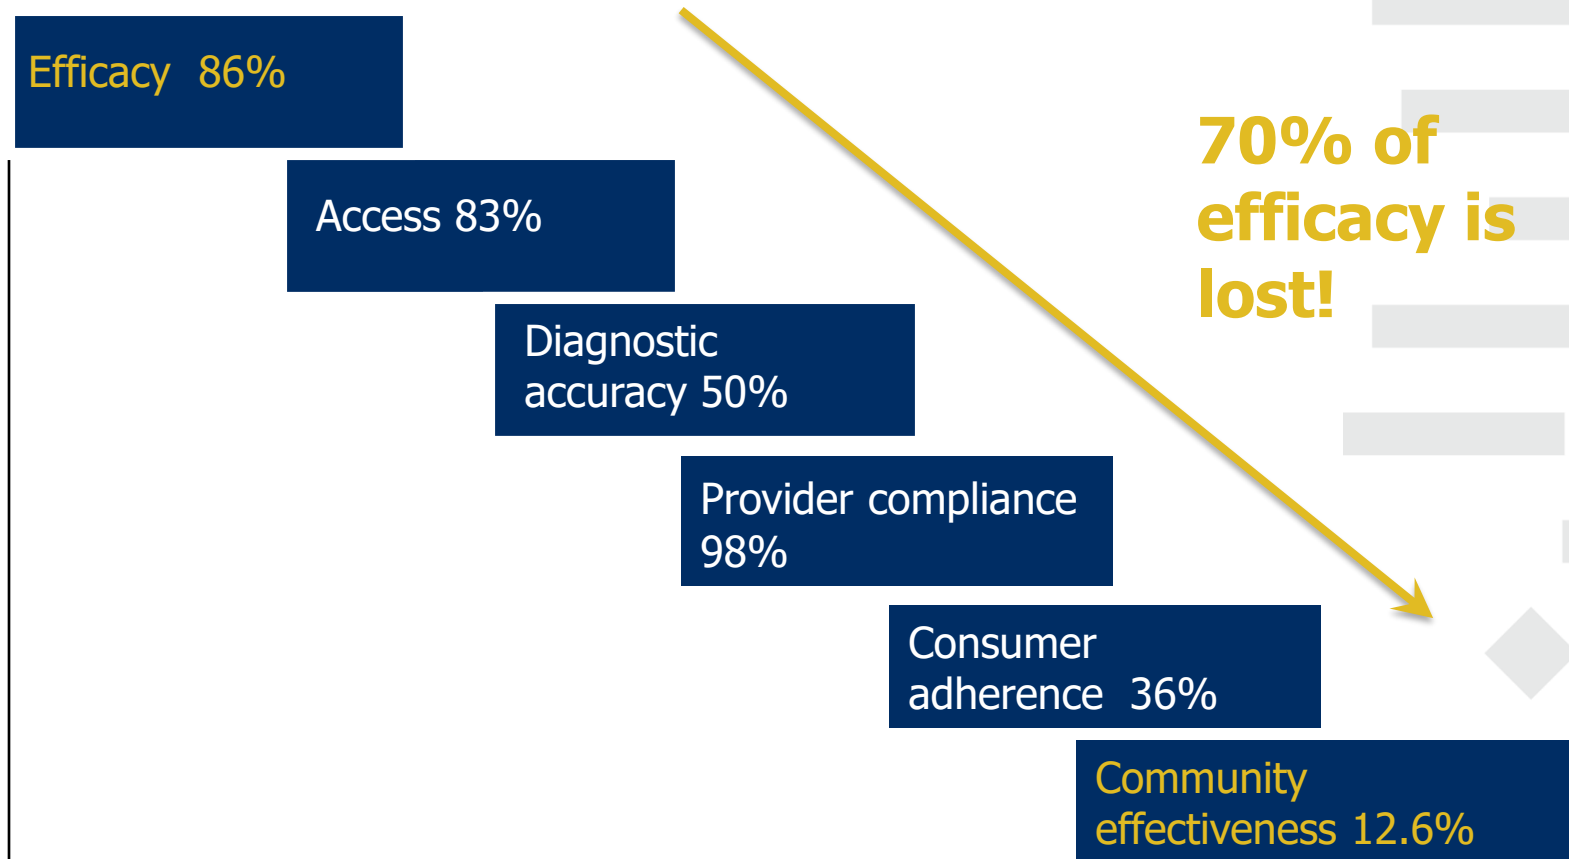 Efficacy  86%
70% of
efficacy is
lost!
Access 83%
Diagnostic
accuracy 50%
Provider compliance
98%
Consumer
adherence  36%
Community
effectiveness 12.6%